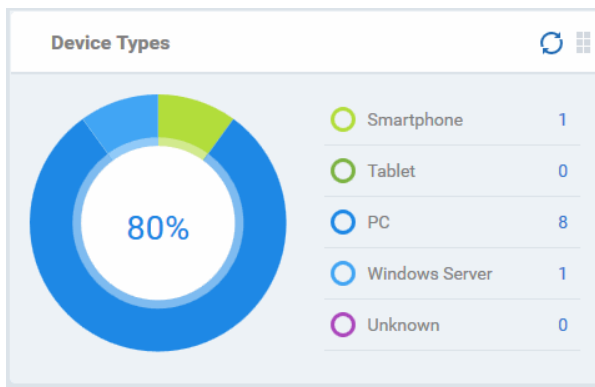 Device Types
80%
Smartphone 1
Tablet 0
PC 8
Windows Server 1
Unknown 0